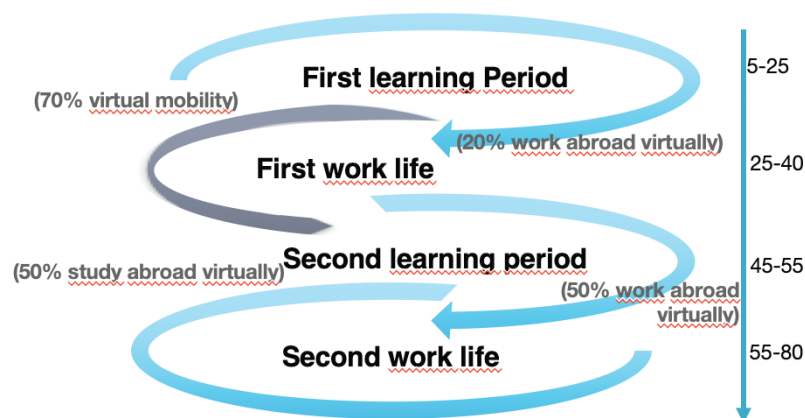 First learning Period
5-25
(70% virtual mobility)
(20% work abroad virtually)
First work life
25-40
Second learning period
45-55
(50% study abroad virtually)
(50% work abroad
virtually)
Second work life
55-80